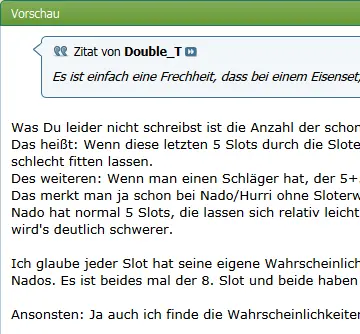 Vorschau
Zitat von Double_T
Es ist einfach eine Frechheit, dass bei einem Eisenset,
Was Du leider nicht schreibst ist die Anzahl der schon
Das heißt: Wenn diese letzten 5 Slots durch die Slote
schlecht fitten lassen.
Des weiteren: Wenn man einen Schläger hat, der 5+
Das merkt man ja schon bei Nado/Hurri ohne Sloterw
Nado hat normal 5 Slots, die lassen sich relativ leicht
wird's deutlich schwerer.
Ich glaube jeder Slot hat seine eigene Wahrscheinlich
Nados. Es ist beides mal der 8. Slot und beide haben
Ansonsten: Ja auch ich finde die Wahrscheinlichkeiten